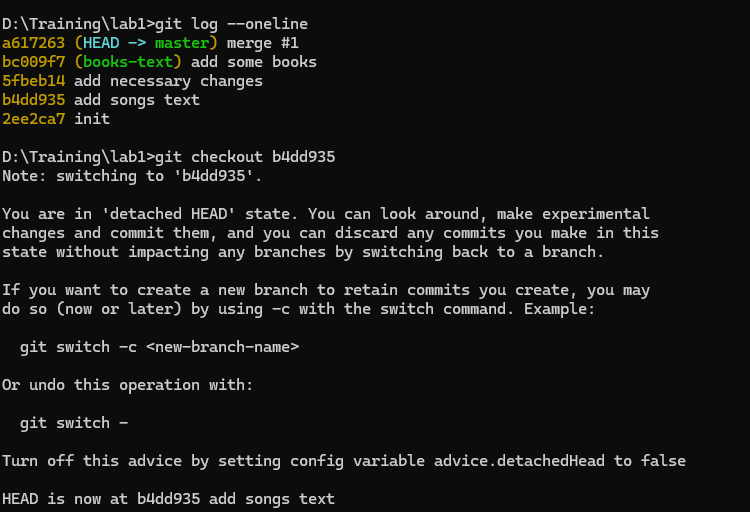 D:\Training\lab1>git log --oneline
a617263 (HEAD -> master) merge #1
bc009f7 (books-text) add some books
5fbeb14 add necessary changes
b4dd935 add songs text
2ee2ca7 init
D:\Training\lab1>git checkout b4dd935
Note: switching to 'b4dd935'.
You are in 'detached HEAD' state. You can look around, make experimental
changes and commit them, and you can discard any commits you make in this
state without impacting any branches by switching back to a branch.
If you want to create a new branch to retain commits you create, you may
do so (now or later) by using -c with the switch command. Example:
git switch -c <new-branch-name>
Or undo this operation with:
git switch -
Turn off this advice by setting config variable advice.detachedHead to false
HEAD is now at b4dd935 add songs text